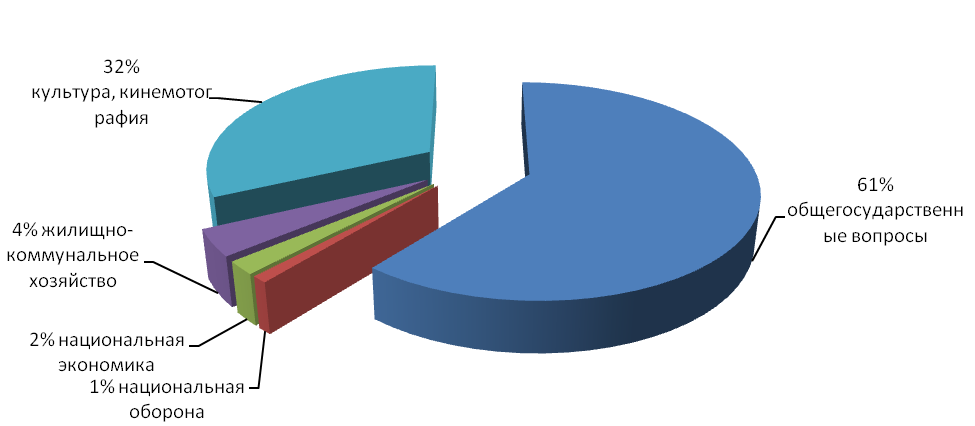 32%
культура, кинемотог
рафия
61%
общегосударственн
ые вопросы
4% жилищно-
коммунальное
хозяйство
2% национальная
экономика
1% национальная
оборона